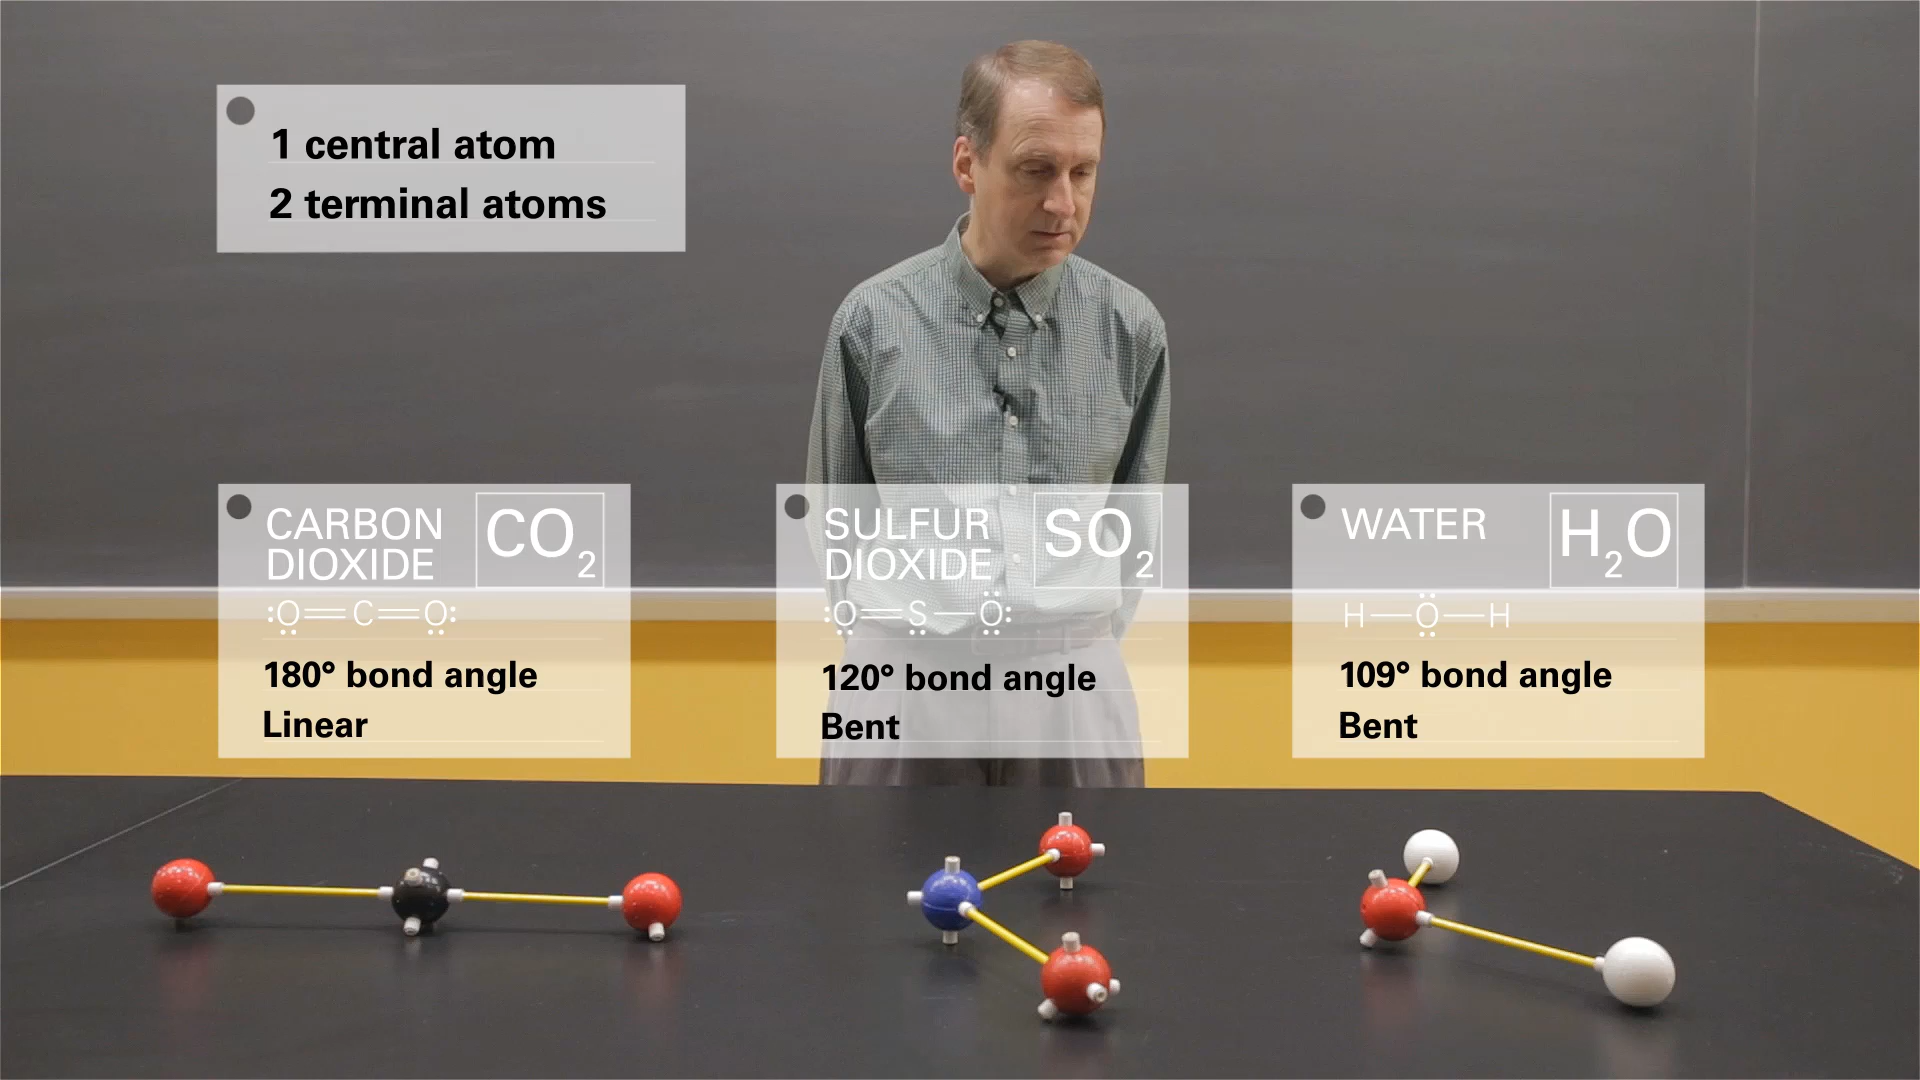 1 central atom
2 terminal atoms
CARBON
DIOXIDE
CO2
:O=C=O:
180° bond angle
Linear
SULFUR
DIOXIDE
SO2
:O=S—O:
120° bond angle
Bent
WATER
H2O
H—O—H
109° bond angle
Bent